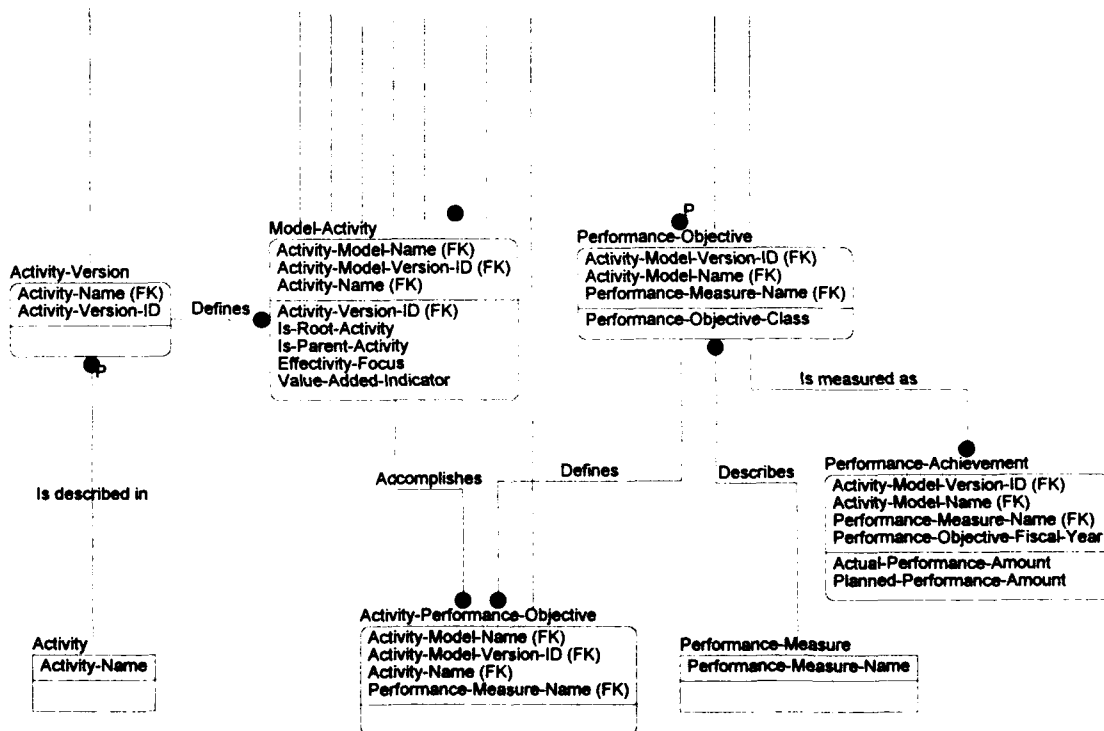 Activity-Version
Activity-Name (FK)
Activity-Version-ID
P
Defines
Model-Activity
Activity-Model-Name (FK)
Activity-Model-Version-ID (FK)
Activity-Name (FK)
Activity-Version-ID (FK)
Is-Root-Activity
Is-Parent-Activity
Effectivity-Focus
Value-Added-Indicator
P
Performance-Objective
Activity-Model-Version-ID (FK)
Activity-Model-Name (FK)
Performance-Measure-Name (FK)
Performance-Objective-Class
Is measured as
Is described in
Accomplishes
Defines
Describes
Performance-Achievement
Activity-Model-Version-ID (FK)
Activity-Model-Name (FK)
Performance-Measure-Name (FK)
Performance-Objective-Fiscal-Year
Actual-Performance-Amount
Planned-Performance-Amount
Activity
Activity-Name
Activity-Performance-Objective
Activity-Model-Name (FK)
Activity-Model-Version-ID (FK)
Activity-Name (FK)
Performance-Measure-Name (FK)
Performance-Measure
Performance-Measure-Name